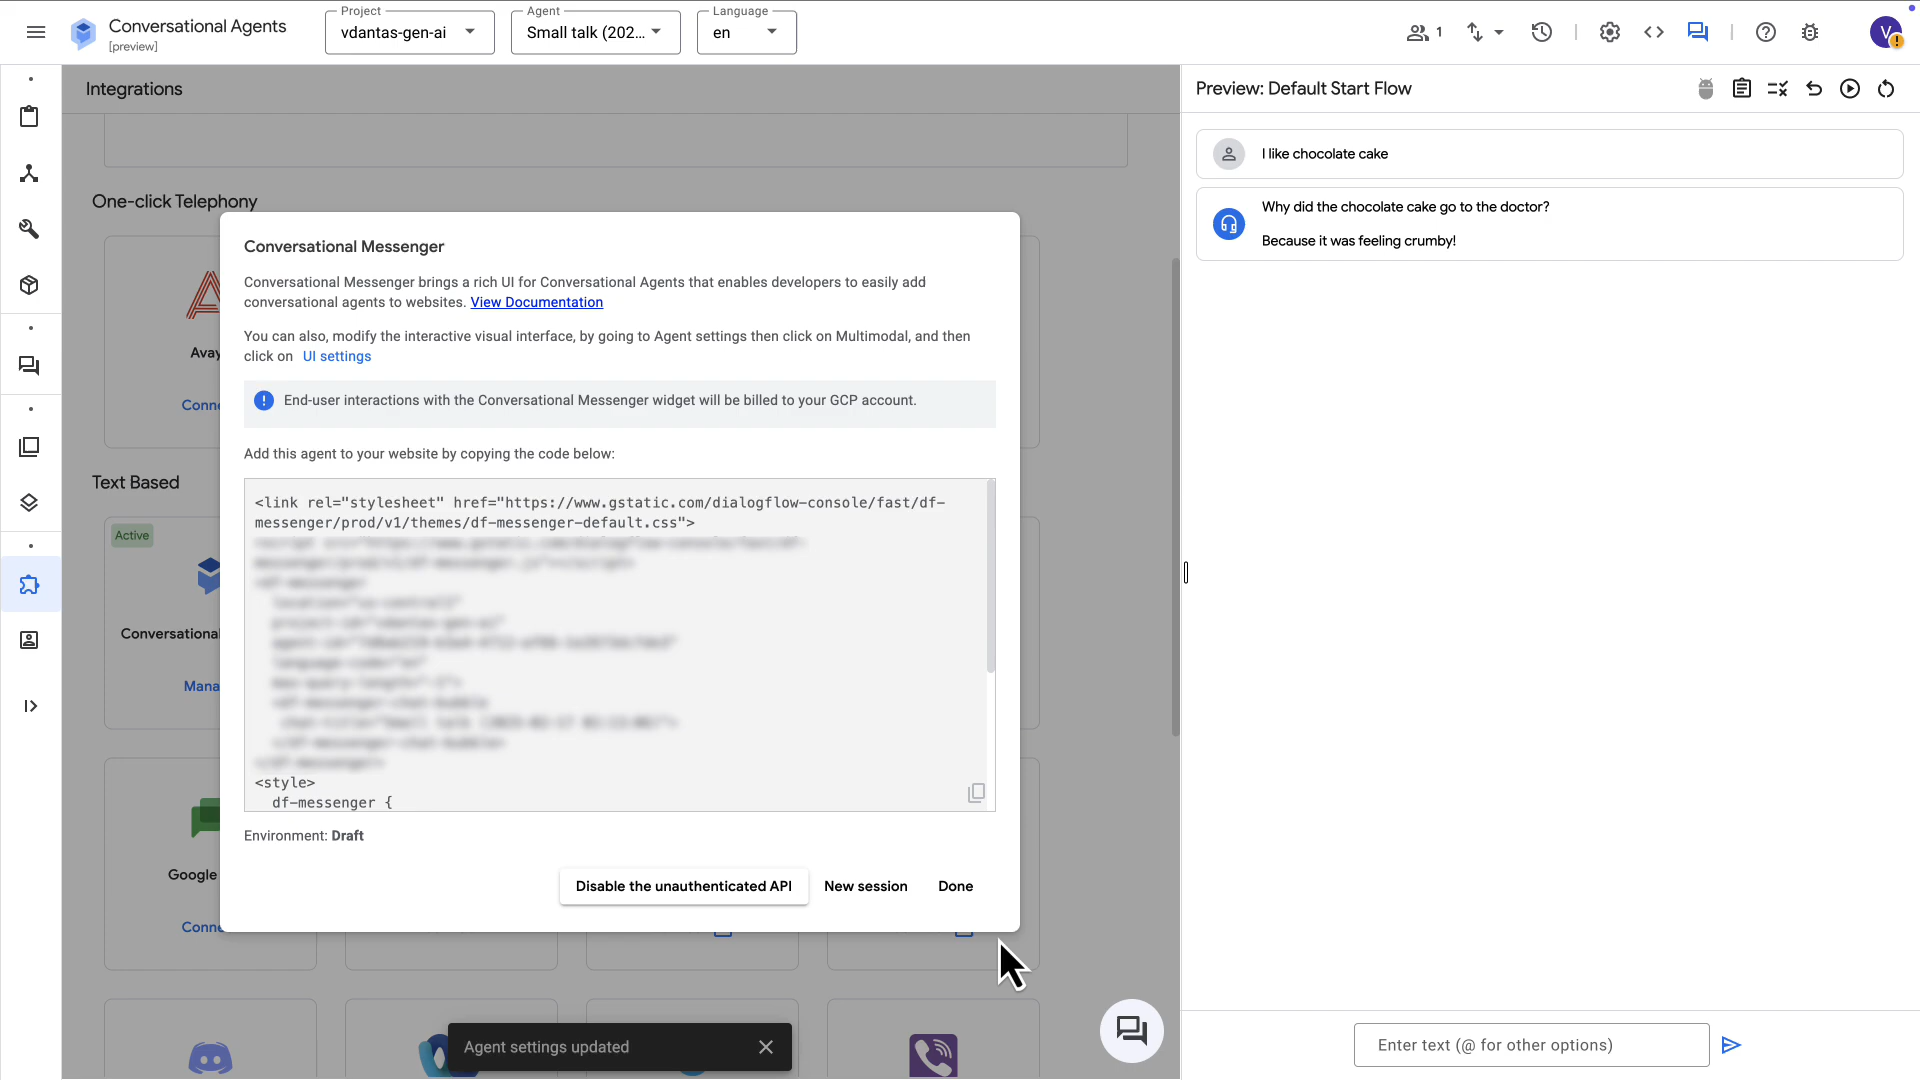 Conversational Agents
[preview]
Project
vdantas-gen-ai
Agent
Small talk (202...
Language
en
1
V
Integrations
One-click Telephony
Avay
Conne
Text Based
Active
Conversational
Mana
Google
Conne
Conversational Messenger
Conversational Messenger brings a rich UI for Conversational Agents that enables developers to easily add
conversational agents to websites. View Documentation
You can also, modify the interactive visual interface, by going to Agent settings then click on Multimodal, and then
click on UI settings
End-user interactions with the Conversational Messenger widget will be billed to your GCP account.
Add this agent to your website by copying the code below:
<link rel="stylesheet" href="https://www.gstatic.com/dialogflow-console/fast/df-
messenger/prod/v1/themes/df-messenger-default.css">
<style>
df-messenger {
Environment: Draft
Disable the unauthenticated API
New session
Done
Agent settings updated
Preview: Default Start Flow
I like chocolate cake
Why did the chocolate cake go to the doctor?
Because it was feeling crumby!
Enter text (@ for other options)